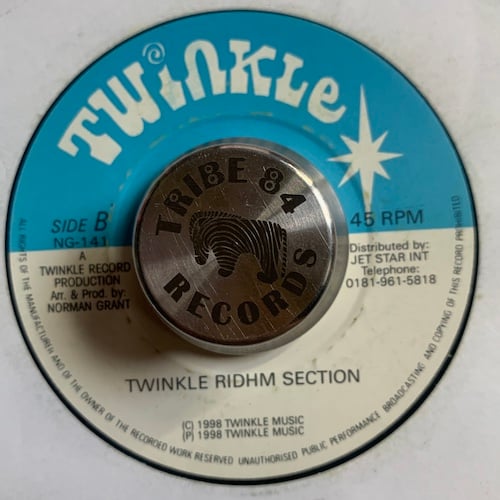 TWINKLE
TRIBE 84
RECORDS
SIDE B
NG-141
A
TWINKLE RECORD
PRODUCTION
Arr. & Prod. by:
NORMAN GRANT
45 RPM
Distributed by:
JET STAR INT
Telephone:
0181-961-5818
TWINKLE RIDHM SECTION
(C) 1998 TWINKLE MUSIC
(P) 1998 TWINKLE MUSIC
ALL RIGHTS OF THE MANUFACTURER AND OF THE OWNER OF THE RECORDED WORK RESERVED UNAUTHORISED PUBLIC PERFORMANCE BROADCASTING AND COPYING OF THIS RECORD PROHIBITED